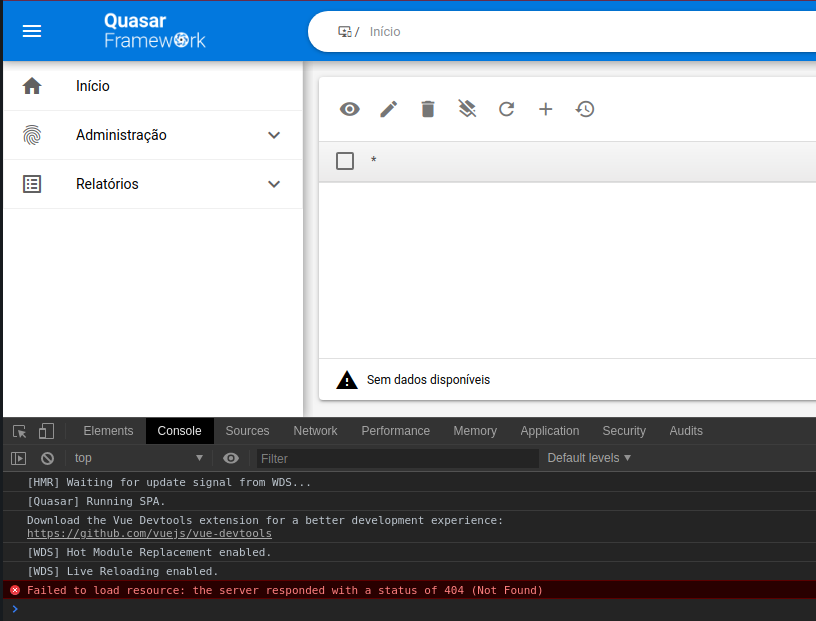 Quasar
Framework
/ Início
Início
Administração
Relatórios
*
Sem dados disponíveis
Elements Console Sources Network Performance Memory Application Security Audits
top Filter Default levels
[HMR] Waiting for update signal from WDS...
[Quasar] Running SPA.
Download the Vue Devtools extension for a better development experience:
https://github.com/vuejs/vue-devtools
[WDS] Hot Module Replacement enabled.
[WDS] Live Reloading enabled.
Failed to load resource: the server responded with a status of 404 (Not Found)